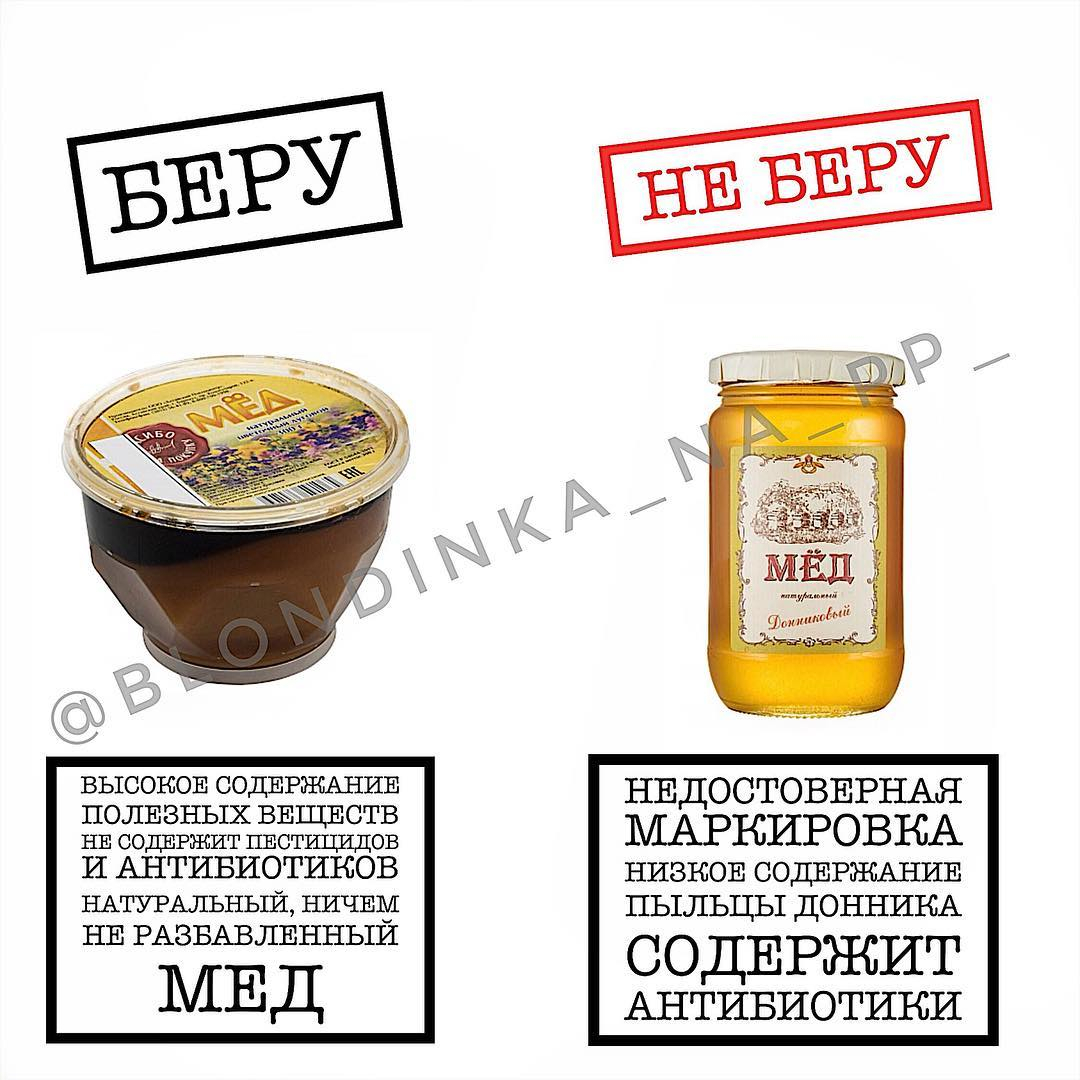 БЕРУ
НЕ БЕРУ
МЁД
натуральный
цветочный луговой
МЁД
натуральный
Донниковый
@BLONDINKA_NA_PP_
ВЫСОКОЕ СОДЕРЖАНИЕ
ПОЛЕЗНЫХ ВЕЩЕСТВ
НЕ СОДЕРЖИТ ПЕСТИЦИДОВ
И АНТИБИОТИКОВ
НАТУРАЛЬНЫЙ, НИЧЕМ
НЕ РАЗБАВЛЕННЫЙ
МЕД
НЕДОСТОВЕРНАЯ
МАРКИРОВКА
НИЗКОЕ СОДЕРЖАНИЕ
ПЫЛЬЦЫ ДОННИКА
СОДЕРЖИТ
АНТИБИОТИКИ